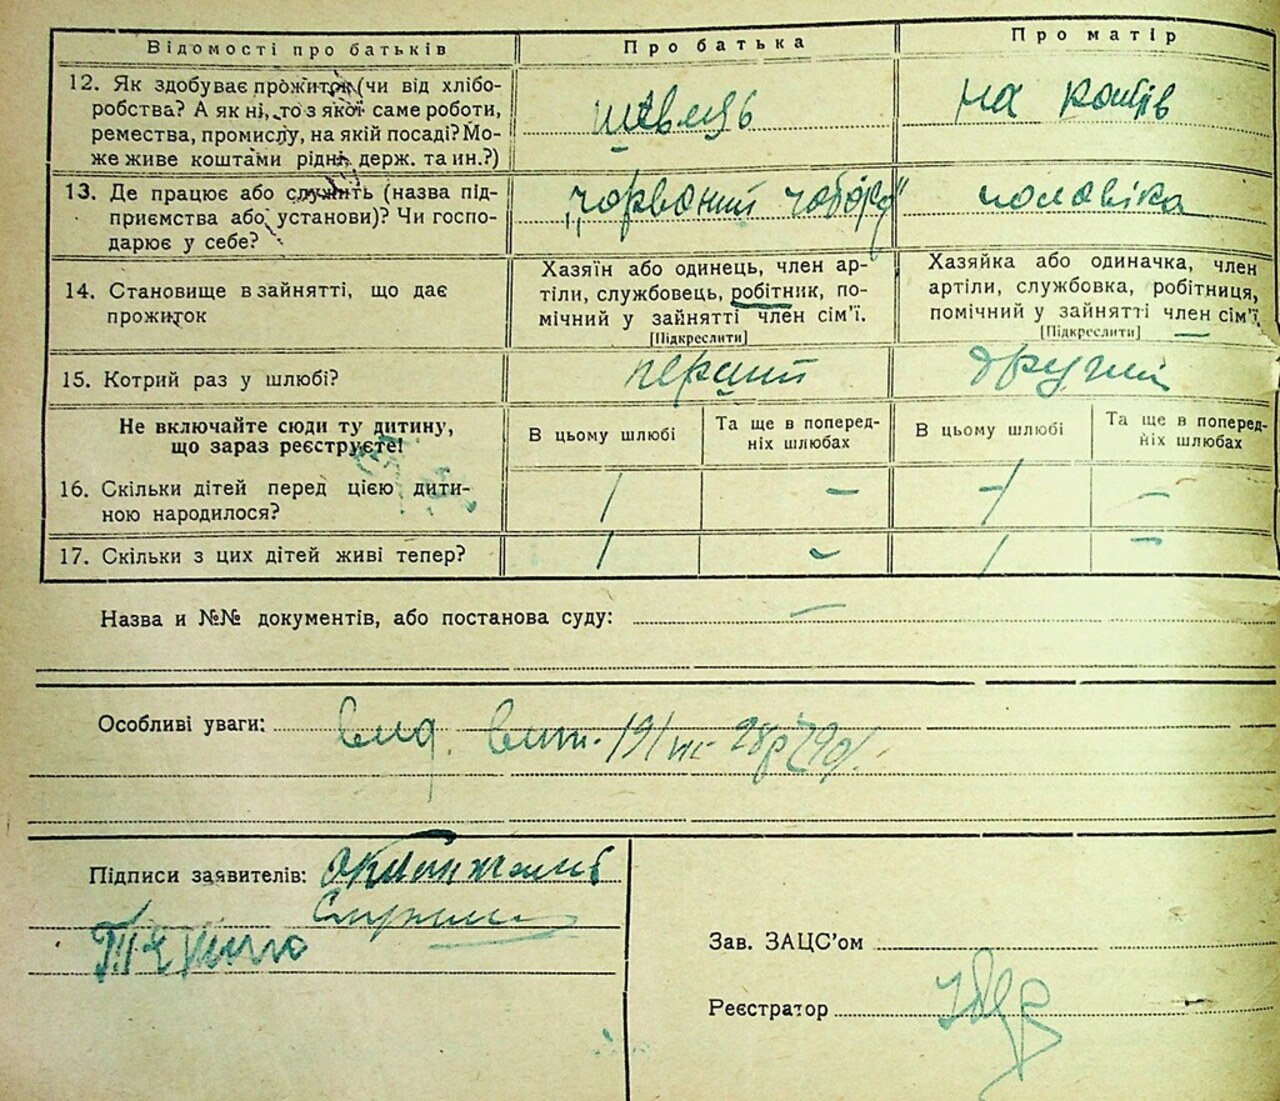 Відомості про батьків Про батька Про матір
12. Як здобуває прожиток (чи від хлібо-
робства? А як ні, то з якої саме роботи,
ремества, промислу, на якій посаді? Мо-
же живе коштами рідні, держ. та ин.?)
швець
на коштів
13. Де працює або служить (назва під-
приємства або установи)? Чи госпо-
дарює у себе?
чоловіка
14. Становище в зайнятті, що дає
прожиток
Хазяїн або одинець, член ар-
тіли, службовець, робітник, по-
мічний у зайнятті член сім'ї.
[Підкреслити]
Хазяйка або одиначка, член
артіли, службовка, робітниця,
помічний у зайнятті член сім'ї.
[Підкреслити]
15. Котрий раз у шлюбі?
перший
другий
Не включайте сюди ту дитину,
що зараз реєструєте!
В цьому шлюбі
Та ще в поперед-
ніх шлюбах
В цьому шлюбі
Та ще в поперед-
ніх шлюбах
16. Скільки дітей перед цією дити-
ною народилося?
1 – 1 –
17. Скільки з цих дітей живі тепер?
1 – 1 –
Назва и №№ документів, або постанова суду: —
Особливі уваги: вид. вит.
Підписи заявителів:
Зав. ЗАЦС'ом
Реєстратор